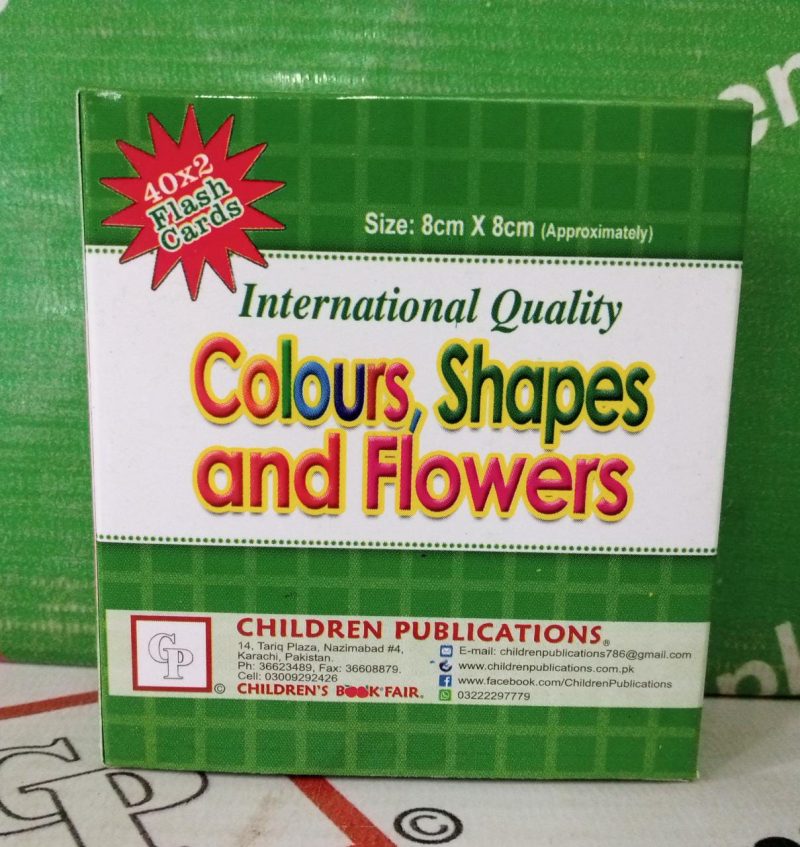 40x2
Flash
Cards
Size: 8cm X 8cm (Approximately)
International Quality
Colours, Shapes
and Flowers
GP
CHILDREN PUBLICATIONS®
14, Tariq Plaza, Nazimabad #4,
Karachi, Pakistan.
Ph: 36623489, Fax: 36608879.
Cell: 03009292426
© CHILDREN'S BOOK FAIR®
E-mail: childrenpublications786@gmail.com
www.childrenpublications.com.pk
www.facebook.com/ChildrenPublications
03222297779
GP
©